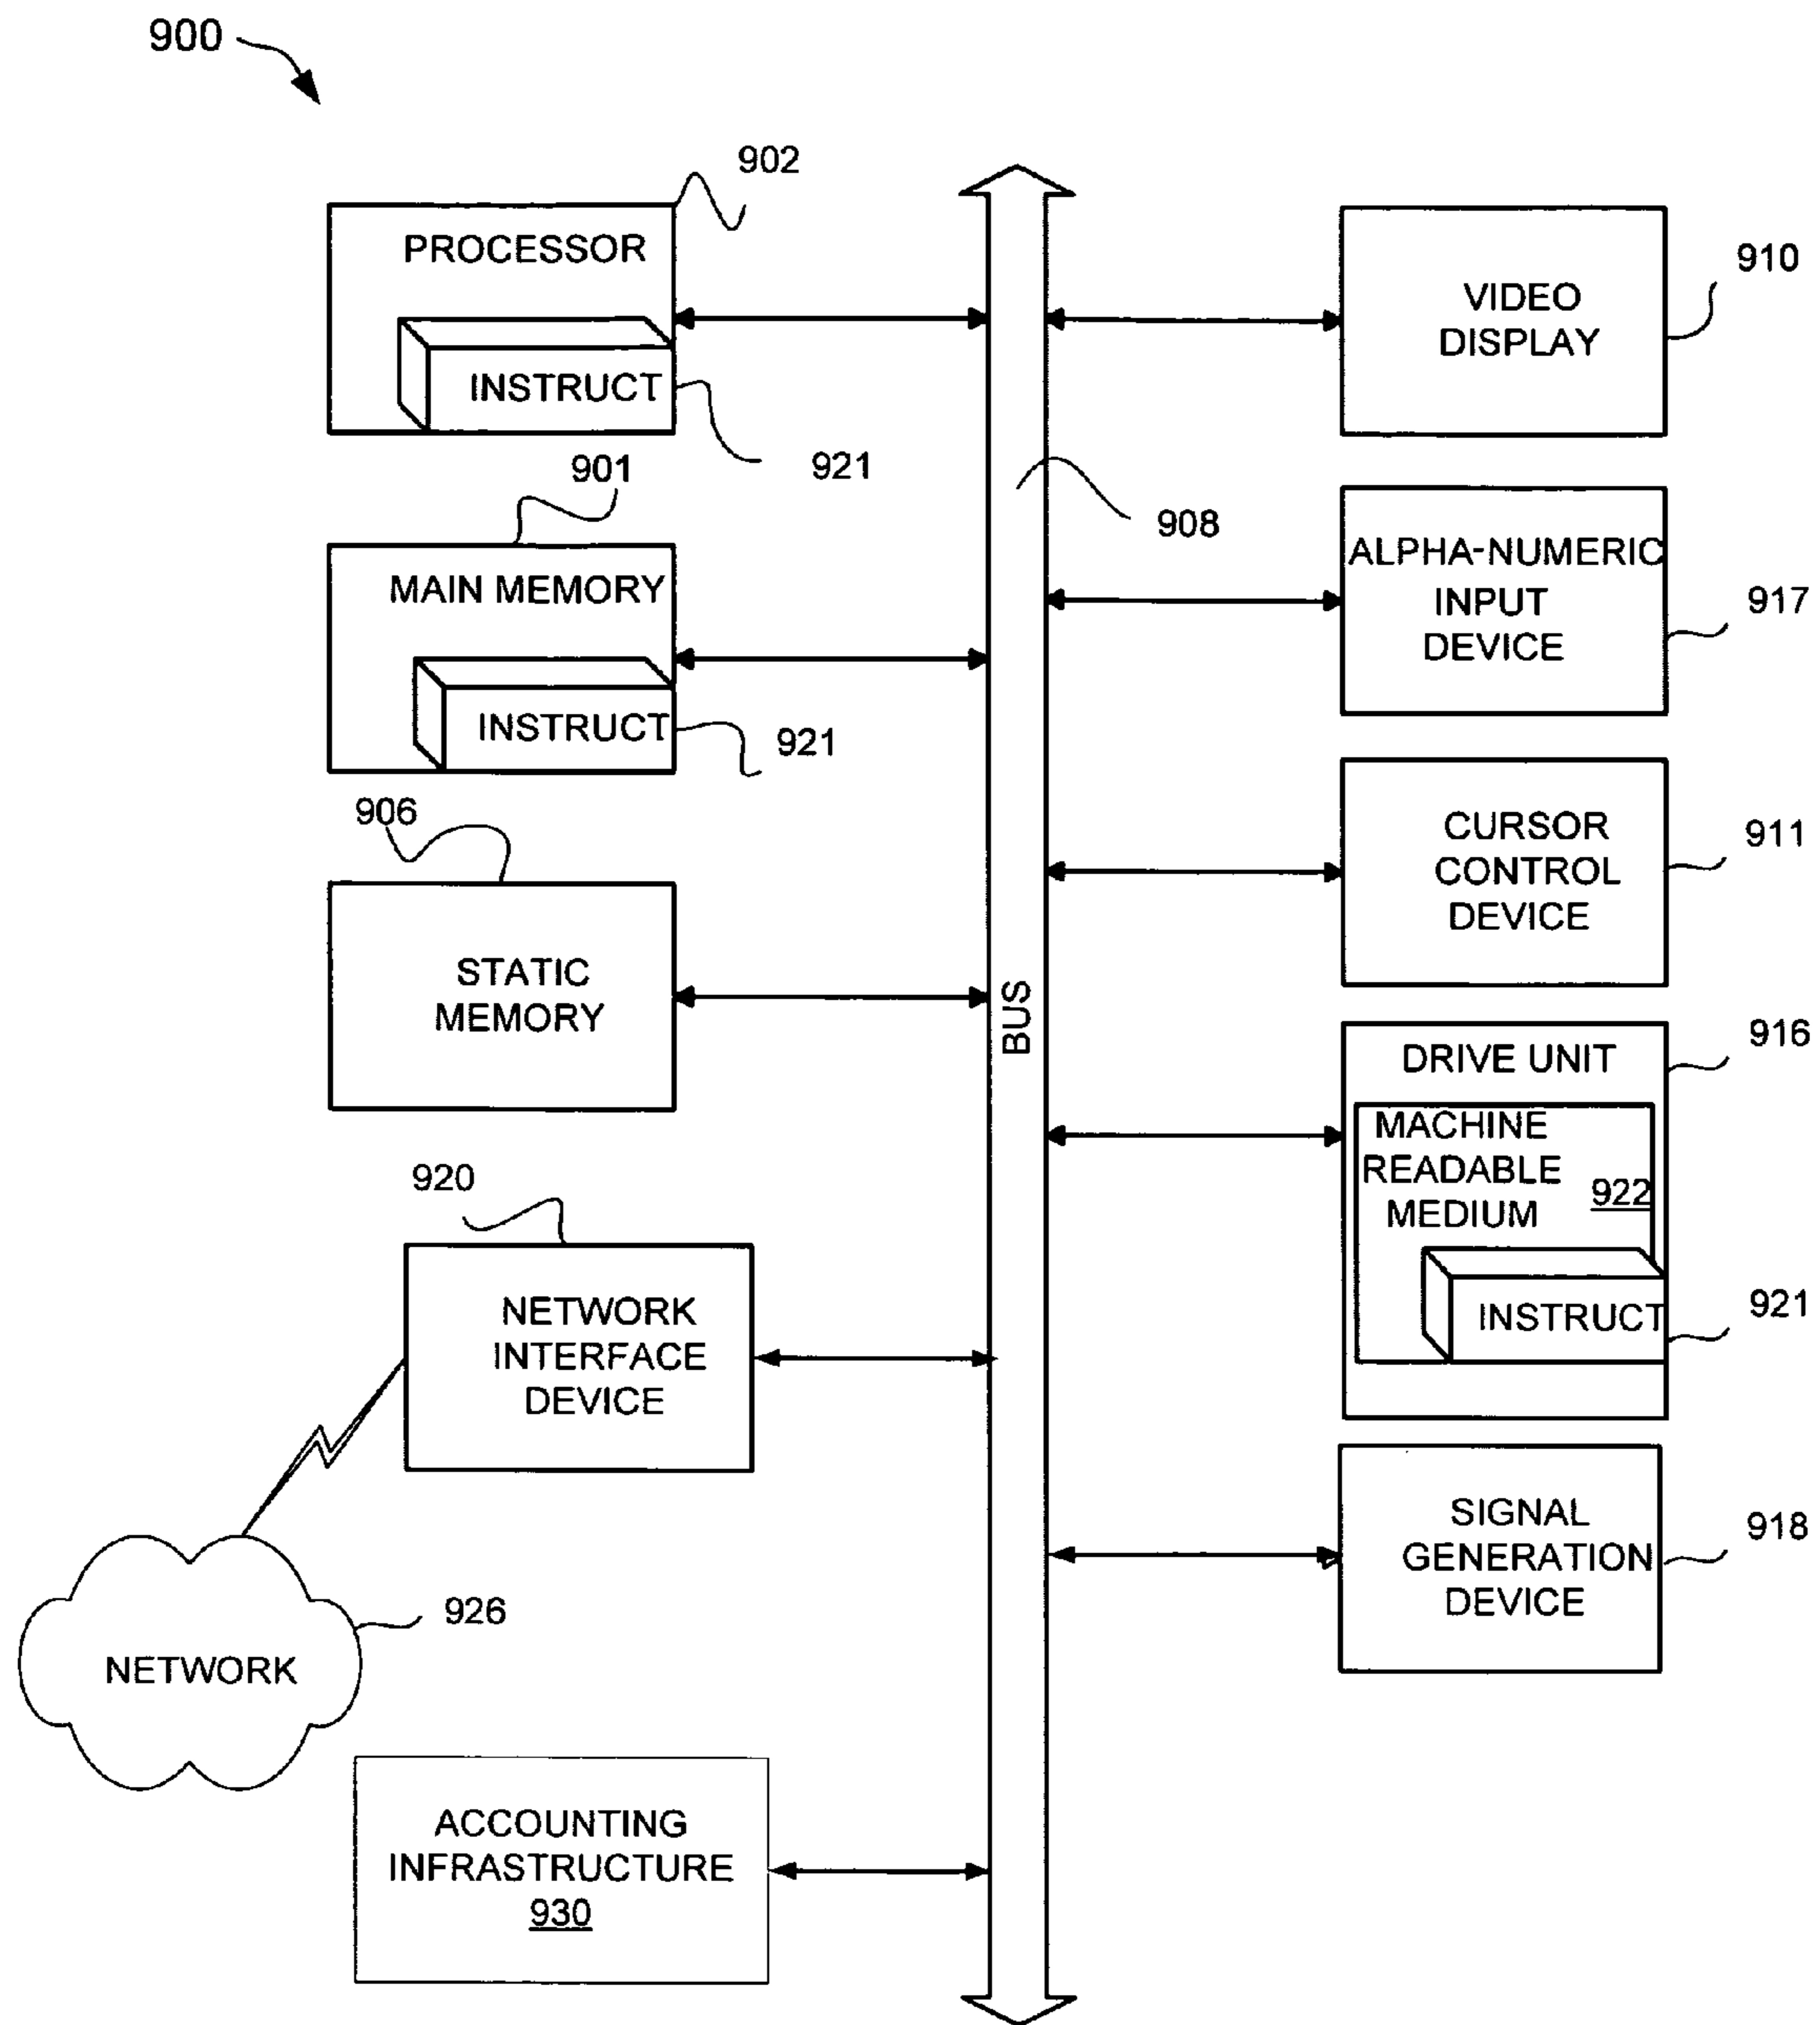 900
902
PROCESSOR
INSTRUCT
921
901
MAIN MEMORY
INSTRUCT
921
906
STATIC
MEMORY
920
NETWORK
INTERFACE
DEVICE
926
NETWORK
ACCOUNTING
INFRASTRUCTURE
930
BUS
908
VIDEO
DISPLAY
910
ALPHA-NUMERIC
INPUT
DEVICE
917
CURSOR
CONTROL
DEVICE
911
916
DRIVE UNIT
MACHINE
READABLE
MEDIUM
922
INSTRUCT
921
SIGNAL
GENERATION
DEVICE
918